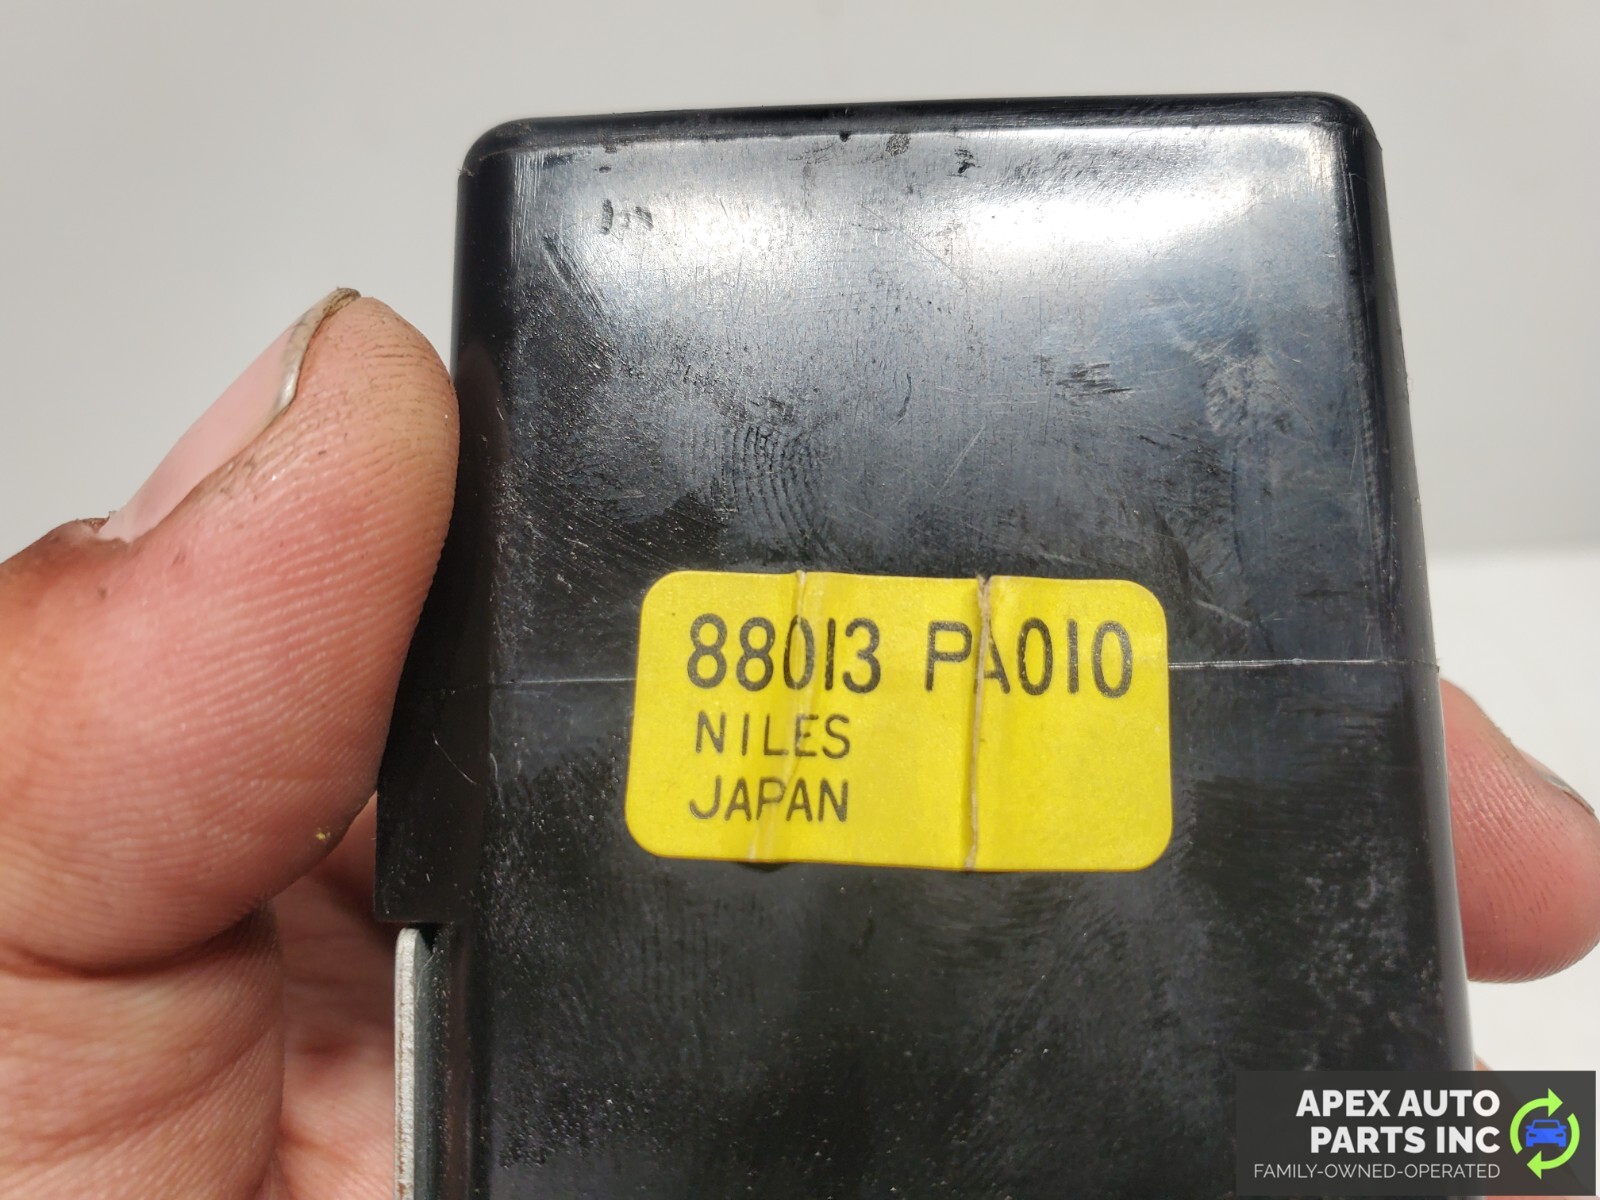 88013 PA010
NILES
JAPAN
APEX AUTO
PARTS INC
FAMILY-OWNED-OPERATED